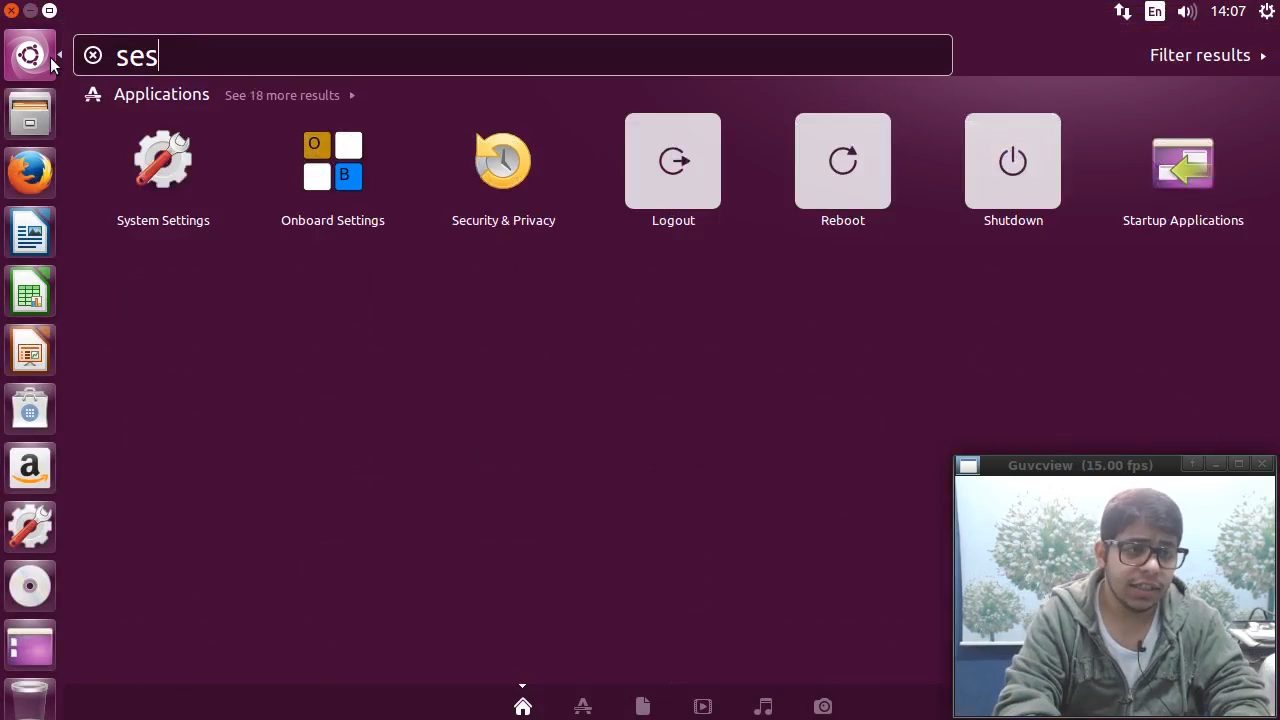 En
14:07
ses
Filter results
Applications
See 18 more results
O
B
System Settings
Onboard Settings
Security & Privacy
Logout
Reboot
Shutdown
Startup Applications
a
Guvcview (15.00 fps)